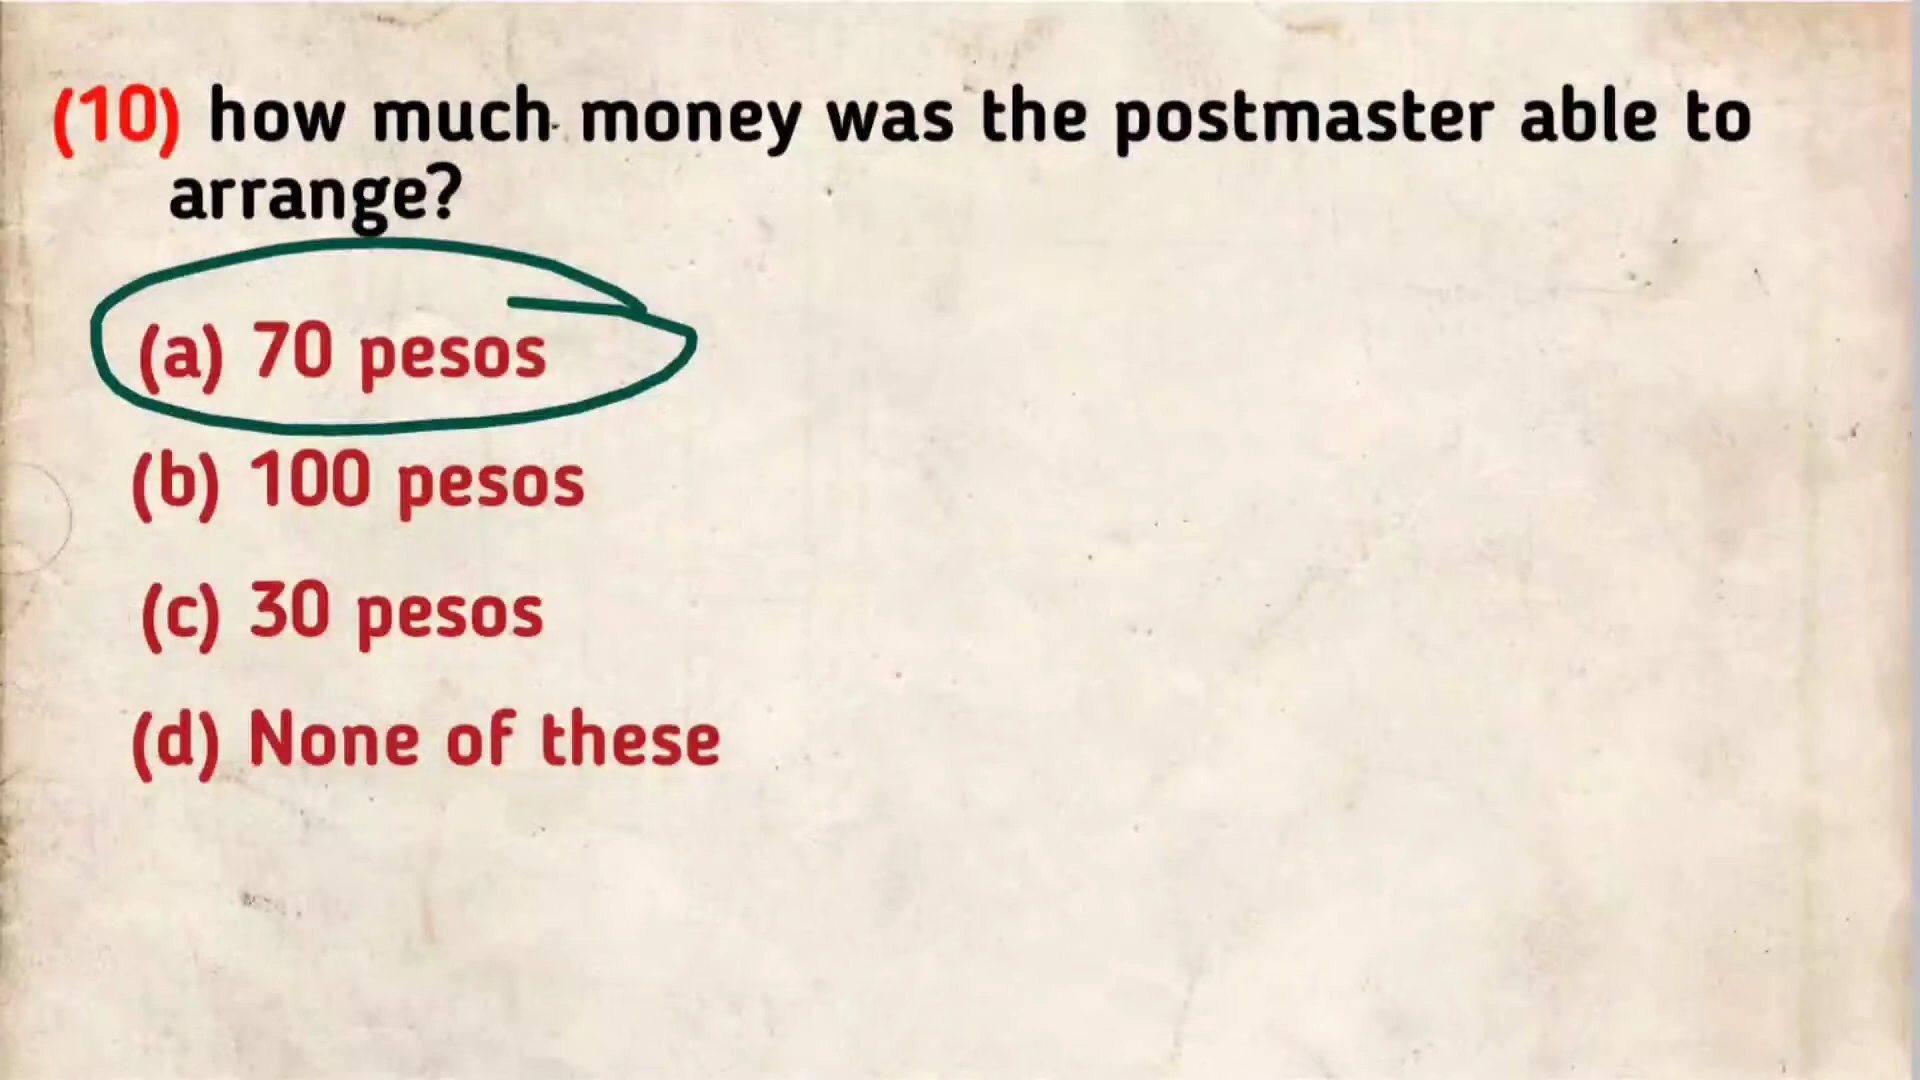 (10) how much money was the postmaster able to
arrange?
(a) 70 pesos
(b) 100 pesos
(c) 30 pesos
(d) None of these